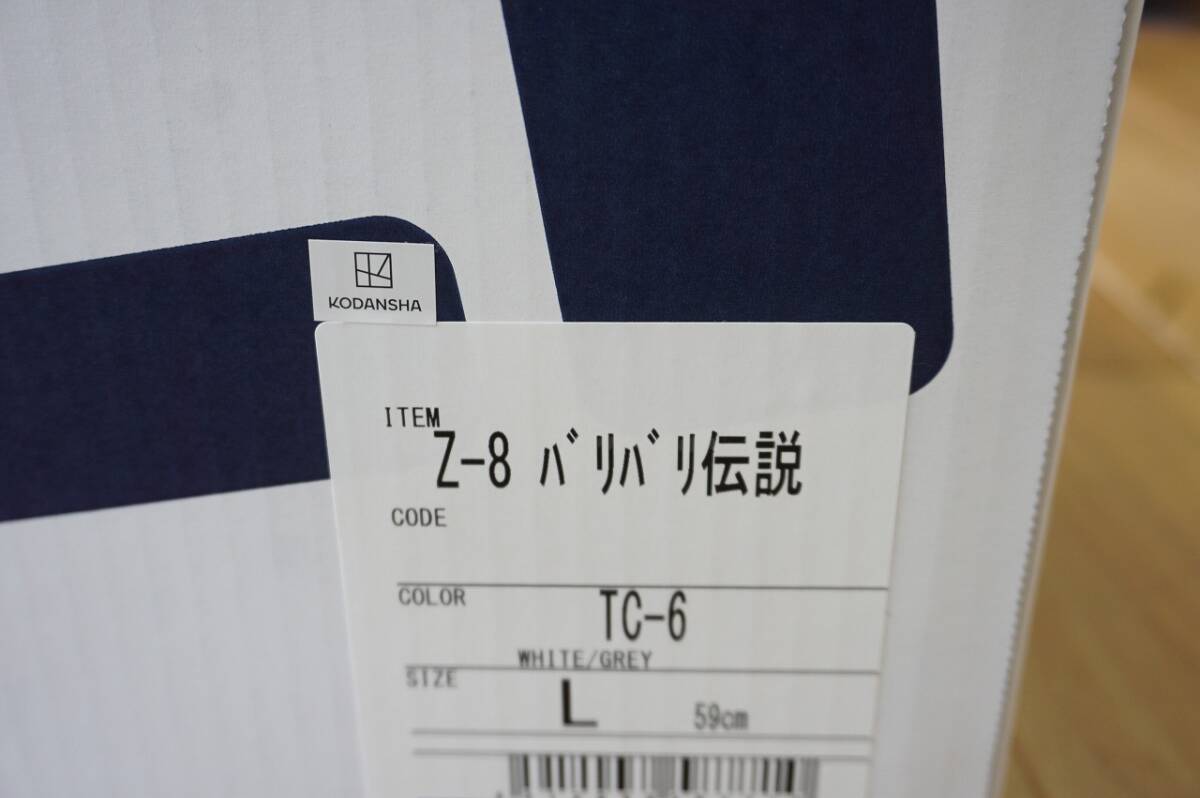 KODANSHA
ITEM
Z-8 バリバリ伝説
CODE
COLOR
TC-6
WHITE/GREY
SIZE
L 59cm